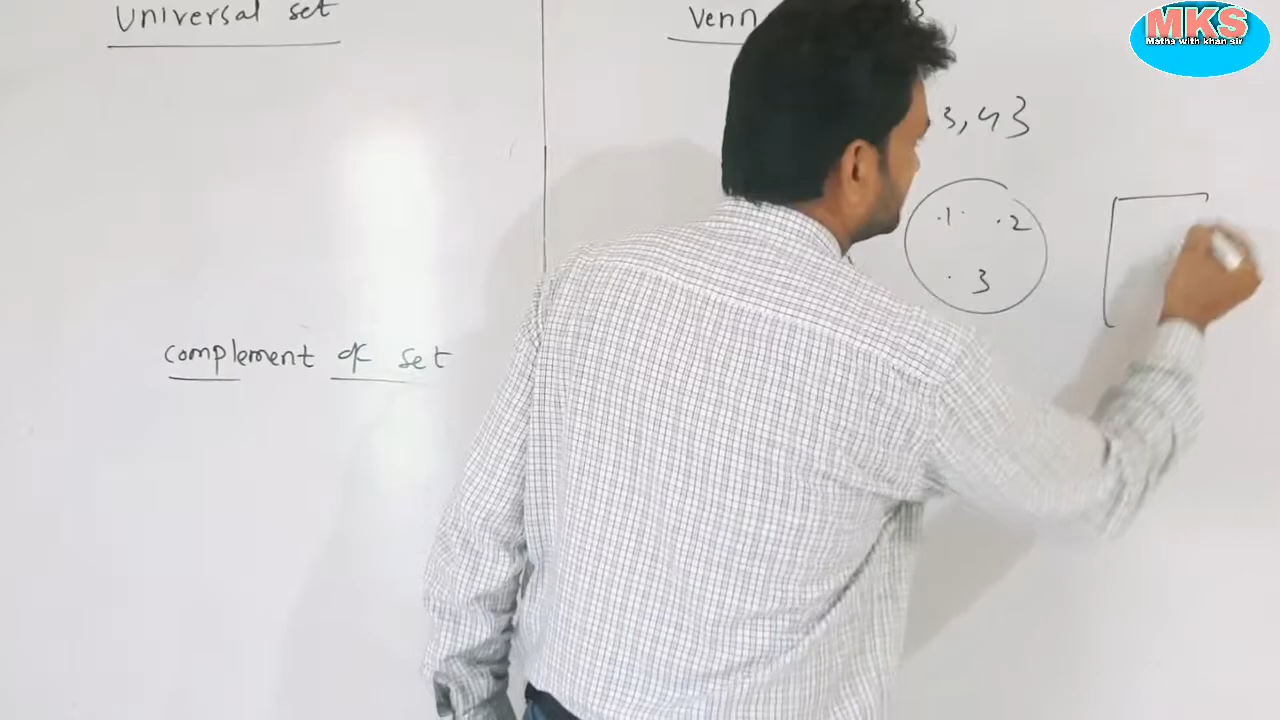 Universal set
Venn
3, 4 }
.1 .2
.3
complement of set
MKS
Maths with khan sir